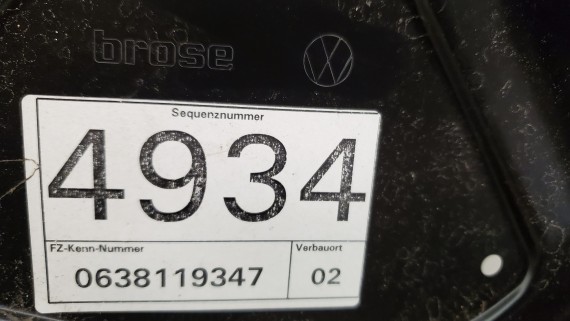 brose
Sequenznummer
4934
FZ-Kenn-Nummer
Verbauort
0638119347
02